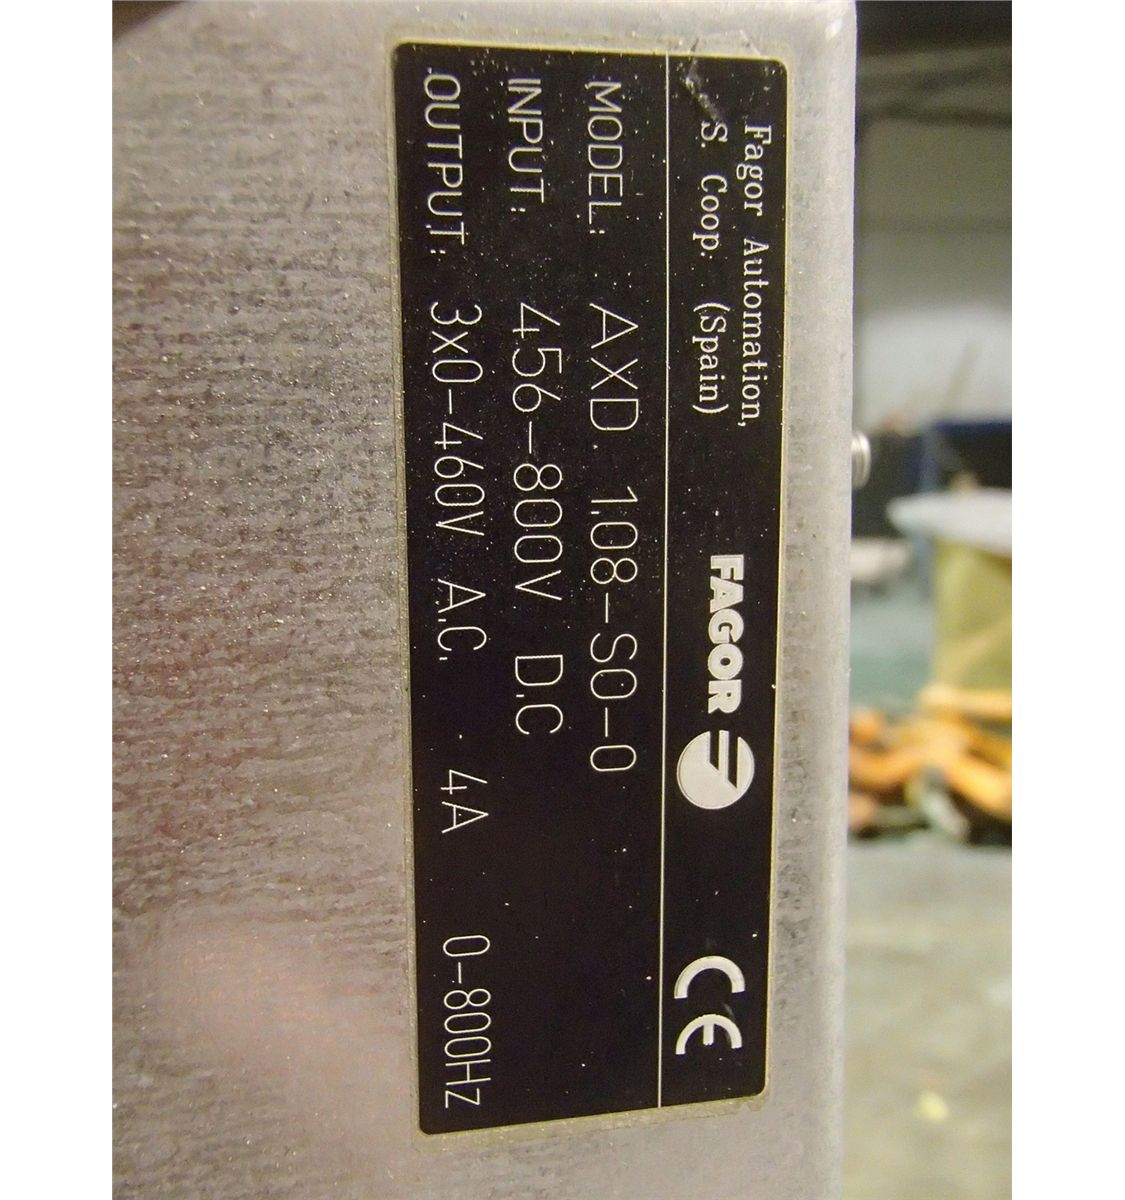 Fagor Automation,
S. Coop. (Spain)
FAGOR
CE
MODEL: AXD 1.08-S0-0
INPUT: 456-800V D.C
OUTPUT: 3x0-460V A.C. 4A 0-800Hz